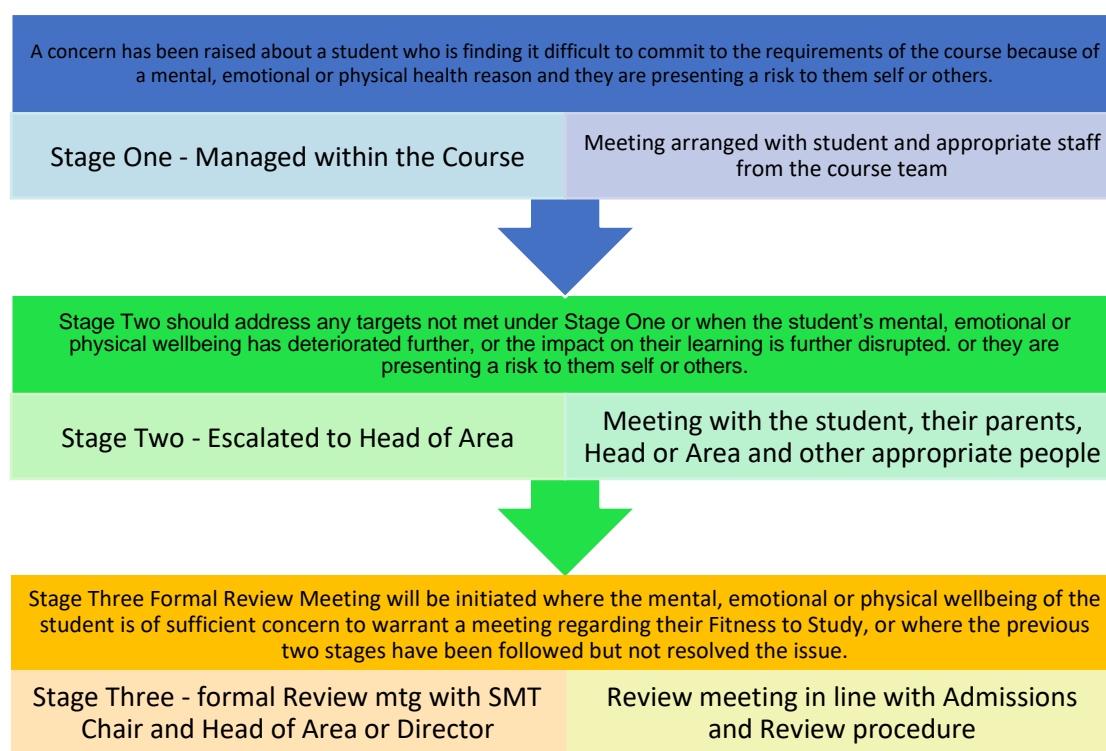 A concern has been raised about a student who is finding it difficult to commit to the requirements of the course because of
a mental, emotional or physical health reason and they are presenting a risk to them self or others.
Stage One - Managed within the Course
Meeting arranged with student and appropriate staff
from the course team
Stage Two should address any targets not met under Stage One or when the student’s mental, emotional or
physical wellbeing has deteriorated further, or the impact on their learning is further disrupted. or they are
presenting a risk to them self or others.
Stage Two - Escalated to Head of Area
Meeting with the student, their parents,
Head or Area and other appropriate people
Stage Three Formal Review Meeting will be initiated where the mental, emotional or physical wellbeing of the
student is of sufficient concern to warrant a meeting regarding their Fitness to Study, or where the previous
two stages have been followed but not resolved the issue.
Stage Three - formal Review mtg with SMT
Chair and Head of Area or Director
Review meeting in line with Admissions
and Review procedure